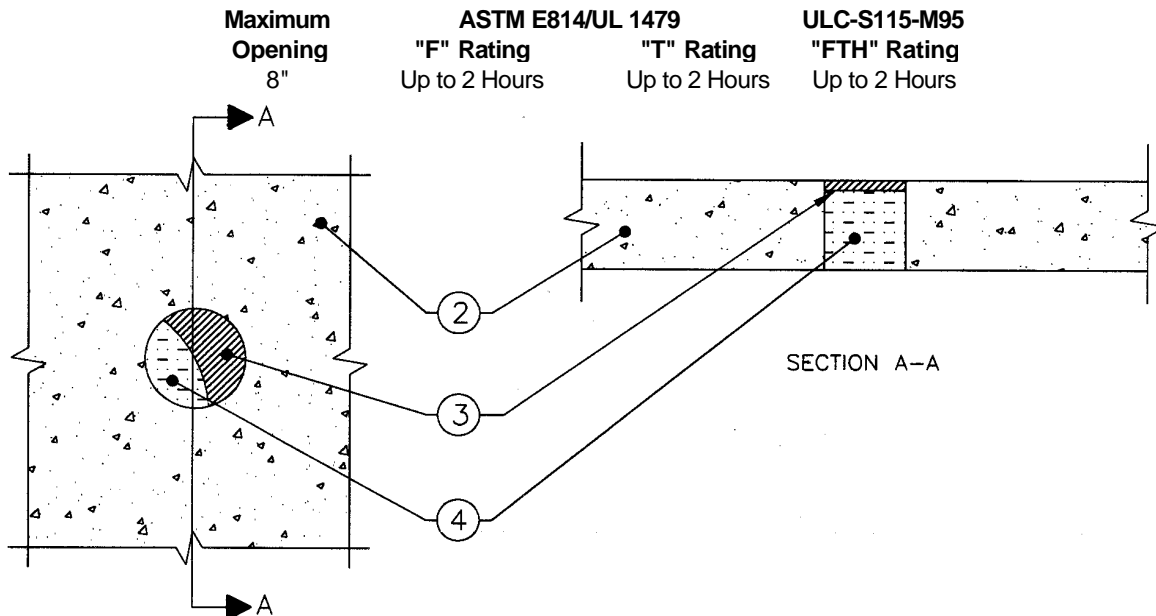 Maximum ASTM E814/UL 1479 ULC-S115-M95
Opening "F" Rating "T" Rating "FTH" Rating
8" Up to 2 Hours Up to 2 Hours Up to 2 Hours
A
2
SECTION A-A
3
4
A